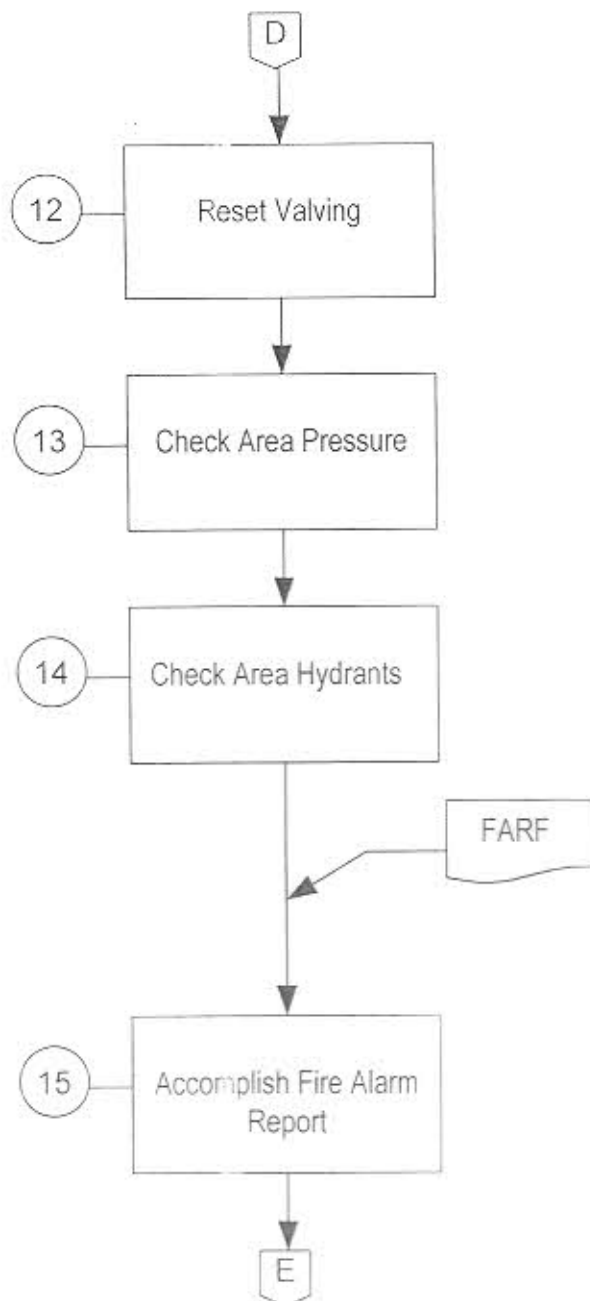 D
12
Reset Valving
13
Check Area Pressure
14
Check Area Hydrants
FARF
15
Accomplish Fire Alarm
Report
E